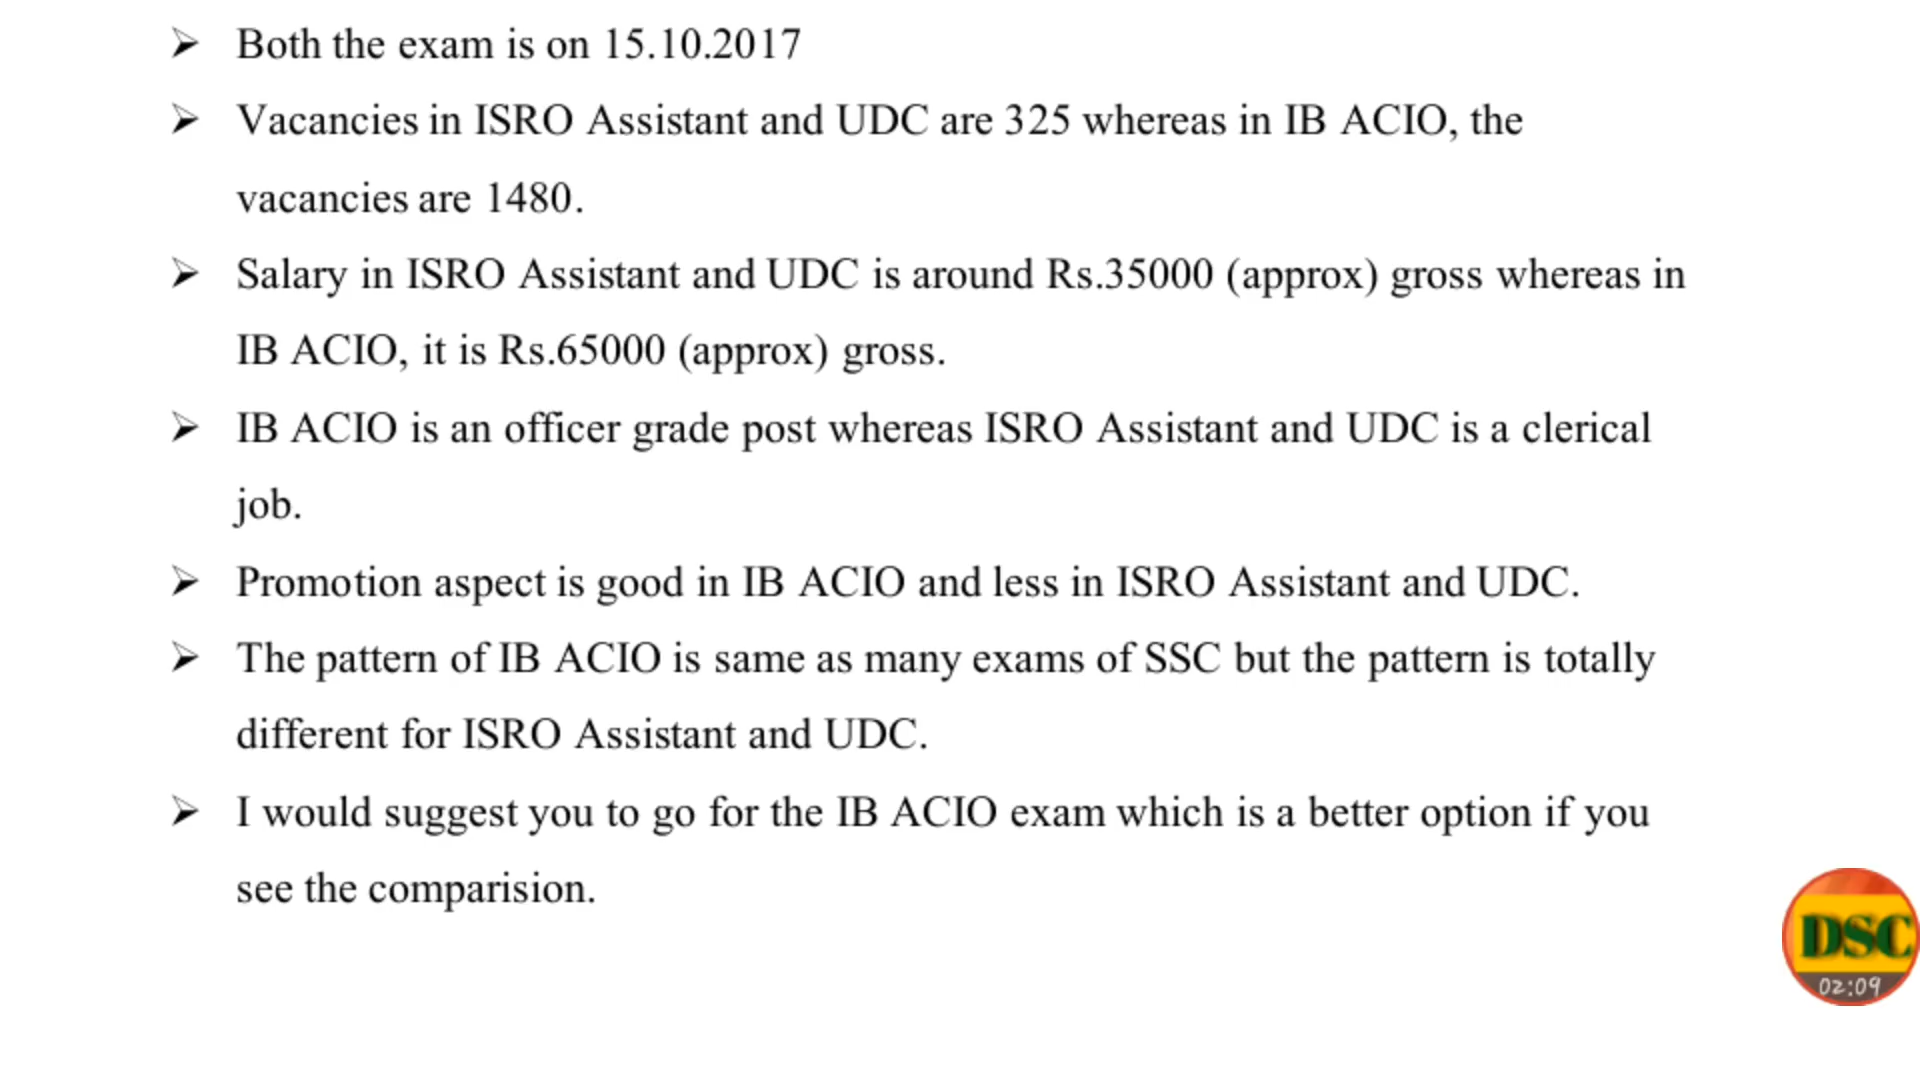 ➤ Both the exam is on 15.10.2017
➤ Vacancies in ISRO Assistant and UDC are 325 whereas in IB ACIO, the
vacancies are 1480.
➤ Salary in ISRO Assistant and UDC is around Rs.35000 (approx) gross whereas in
IB ACIO, it is Rs.65000 (approx) gross.
➤ IB ACIO is an officer grade post whereas ISRO Assistant and UDC is a clerical
job.
➤ Promotion aspect is good in IB ACIO and less in ISRO Assistant and UDC.
➤ The pattern of IB ACIO is same as many exams of SSC but the pattern is totally
different for ISRO Assistant and UDC.
➤ I would suggest you to go for the IB ACIO exam which is a better option if you
see the comparision.
DSC
02:09